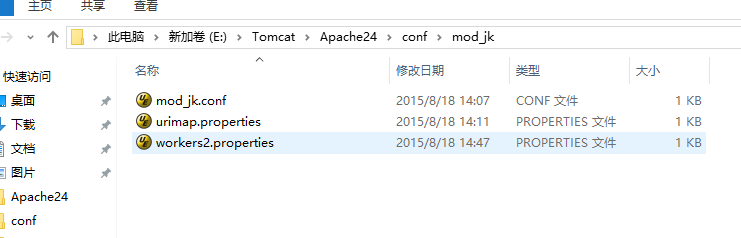 主页 共享 查看
此电脑 新加卷 (E:) Tomcat Apache24 conf mod_jk
快速访问
桌面
下载
文档
图片
Apache24
conf
名称 修改日期 类型 大小
mod_jk.conf 2015/8/18 14:07 CONF 文件 1 KB
urimap.properties 2015/8/18 14:11 PROPERTIES 文件 1 KB
workers2.properties 2015/8/18 14:47 PROPERTIES 文件 1 KB